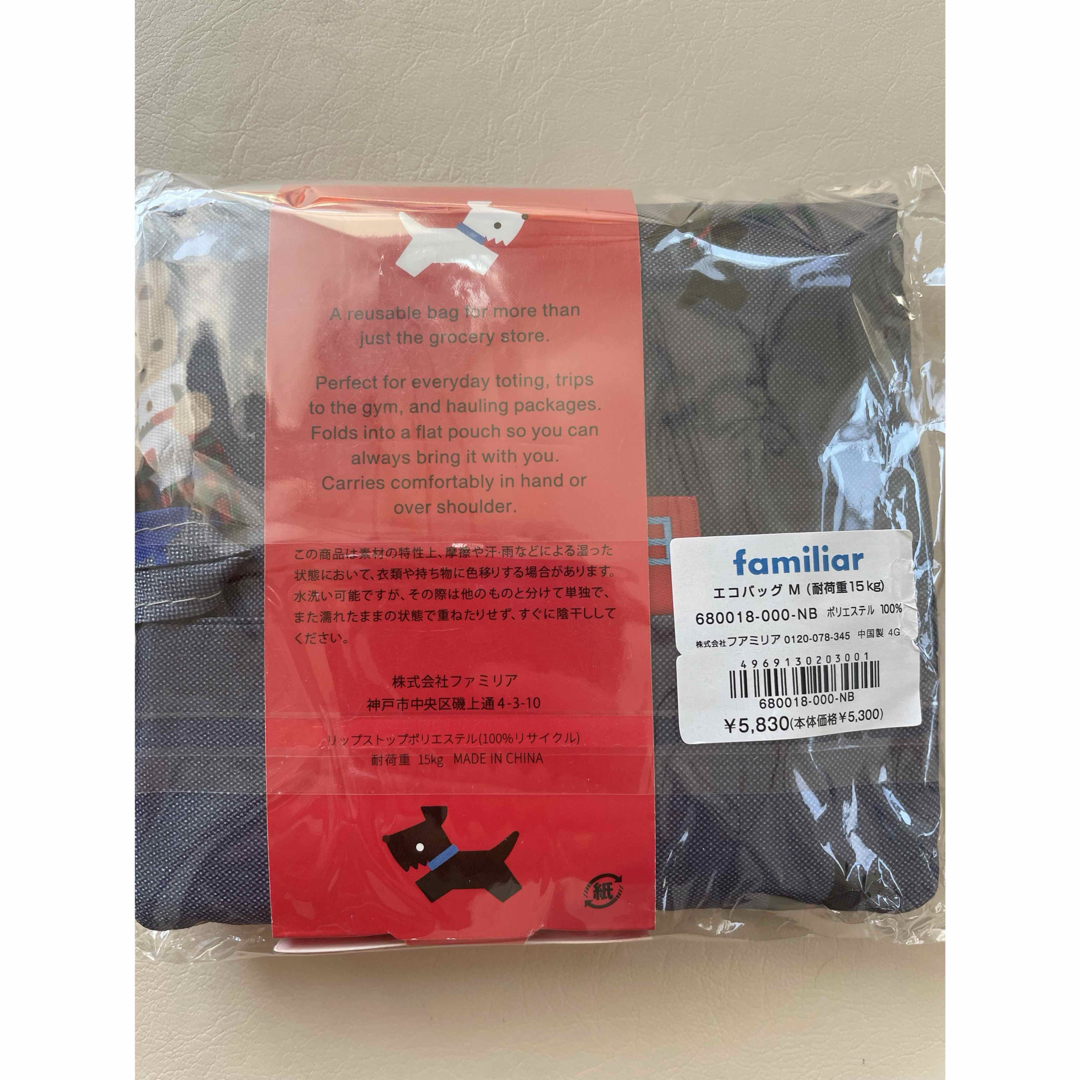 A reusable bag for more than
just the grocery store.
Perfect for everyday toting, trips
to the gym, and hauling packages.
Folds into a flat pouch so you can
always bring it with you.
Carries comfortably in hand or
over shoulder.
この商品は素材の特性上、摩擦や汗・雨などによる湿った
状態において、衣類や持ち物に色移りする場合があります。
水洗い可能ですが、その際は他のものと分けて単独で、
また濡れたままの状態で重ねたりせず、すぐに陰干しして
ください。
株式会社ファミリア
神戸市中央区磯上通4-3-10
リップストップポリエステル(100%リサイクル)
耐荷重 15kg MADE IN CHINA
紙
familiar
エコバッグ M (耐荷重15kg)
680018-000-NB ポリエステル 100%
株式会社ファミリア 0120-078-345 中国製 4G
4969130203001
680018-000-NB
¥5,830(本体価格¥5,300)